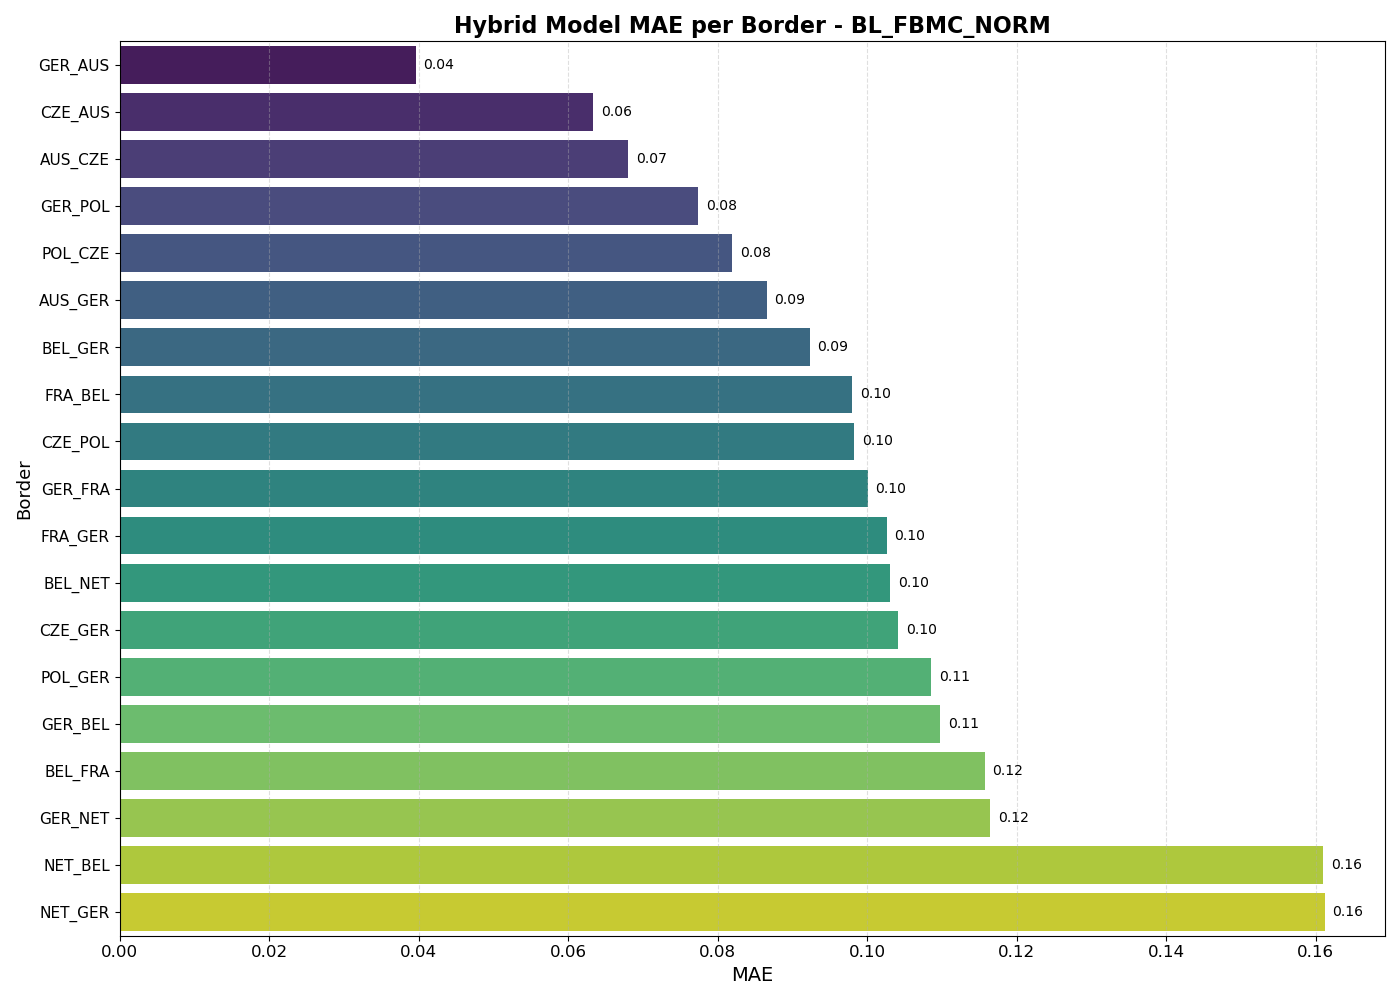 Hybrid Model MAE per Border - BL_FBMC_NORM
Border
GER_AUS 0.04
CZE_AUS 0.06
AUS_CZE 0.07
GER_POL 0.08
POL_CZE 0.08
AUS_GER 0.09
BEL_GER 0.09
FRA_BEL 0.10
CZE_POL 0.10
GER_FRA 0.10
FRA_GER 0.10
BEL_NET 0.10
CZE_GER 0.10
POL_GER 0.11
GER_BEL 0.11
BEL_FRA 0.12
GER_NET 0.12
NET_BEL 0.16
NET_GER 0.16
0.00 0.02 0.04 0.06 0.08 0.10 0.12 0.14 0.16
MAE